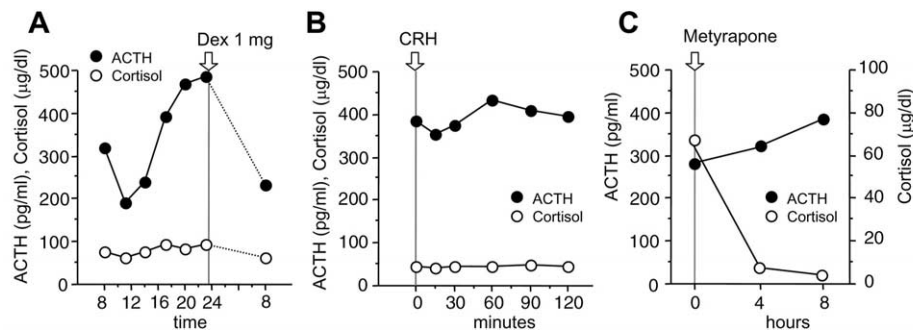 A
Dex 1 mg
ACTH
Cortisol
ACTH (pg/ml), Cortisol (μg/dl)
500
400
300
200
100
0
8 12 16 20 24 8
time
B
CRH
ACTH (pg/ml), Cortisol (μg/dl)
500
400
300
200
100
0
ACTH
Cortisol
0 30 60 90 120
minutes
C
Metyrapone
ACTH (pg/ml)
500
400
300
200
100
0
ACTH
Cortisol
100
80
60
40
20
0
Cortisol (μg/dl)
0 4 8
hours